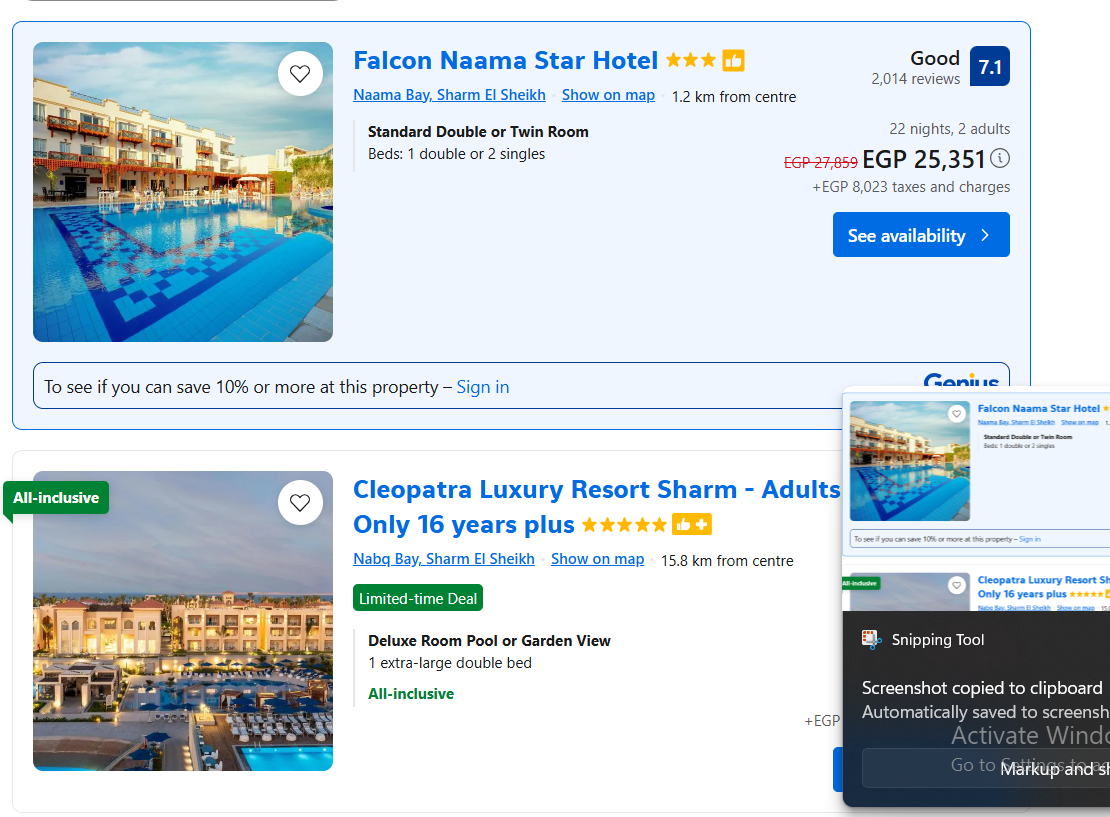 Falcon Naama Star Hotel
Good
7.1
2,014 reviews
Naama Bay, Sharm El Sheikh
Show on map
1.2 km from centre
Standard Double or Twin Room
Beds: 1 double or 2 singles
22 nights, 2 adults
EGP 27,859 EGP 25,351
+EGP 8,023 taxes and charges
See availability
To see if you can save 10% or more at this property – Sign in
Genius
All-inclusive
Cleopatra Luxury Resort Sharm - Adults
Only 16 years plus
Nabq Bay, Sharm El Sheikh
Show on map
15.8 km from centre
Limited-time Deal
Deluxe Room Pool or Garden View
1 extra-large double bed
All-inclusive
+EGP
Falcon Naama Star Hotel
Naama Bay, Sharm El Sheikh Show on map
Standard Double or Twin Room
Beds: 1 double or 2 singles
To see if you can save 10% or more at this property – Sign in
All-inclusive
Cleopatra Luxury Resort Sh
Only 16 years plus
Nabq Bay, Sharm El Sheikh Show on map
Snipping Tool
Screenshot copied to clipboard
Automatically saved to screensh
Activate Windo
Go to Settings to ac
Markup and sh